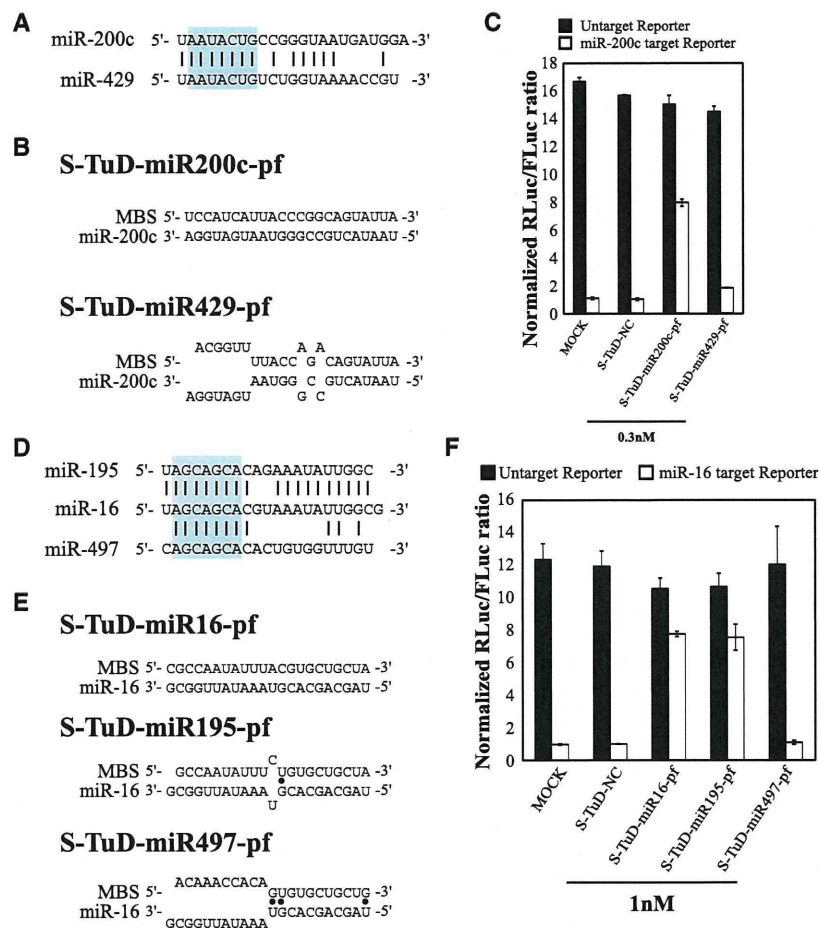 A
miR-200c 5'- UAAUACUGCCGGGUAAUGAUGGA -3'
miR-429 5'- UAAUACUGUCUGGUAAAACCGU -3'
B
S-TuD-miR200c-pf
MBS 5'- UCCAUCAUUACCCGGCAGUAUUA -3'
miR-200c 3'- AGGUAGUAAUGGGCCGUCAUAAU -5'
S-TuD-miR429-pf
ACGGUU A A
MBS 5'- UUACC G CAGUAUUA -3'
miR-200c 3'- AAUGG C GUCAUAAU -5'
AGGUAGU G C
C
Untarget Reporter
miR-200c target Reporter
Normalized RLuc/FLuc ratio
18
16
14
12
10
8
6
4
2
0
MOCK
S-TuD-NC
S-TuD-miR200c-pf
S-TuD-miR429-pf
0.3nM
D
miR-195 5'- UAGCAGCACAGAAAUAUUGGC -3'
miR-16 5'- UAGCAGCACGUAAAUAUUGGCG -3'
miR-497 5'- CAGCAGCACACUGUGGUUUGU -3'
E
S-TuD-miR16-pf
MBS 5'- CGCCAAUAUUUACGUGCUGCUA -3'
miR-16 3'- GCGGUUAUAAAUGCACGACGAU -5'
S-TuD-miR195-pf
C
MBS 5'- GCCAAUAUUU UGUGCUGCUA -3'
miR-16 3'- GCGGUUAUAAA GCACGACGAU -5'
U
S-TuD-miR497-pf
ACAAACCACA
MBS 5'- GUGUGCUGCUG -3'
miR-16 3'- UGCACGACGAU -5'
GCGGUUAUAAA
F
Untarget Reporter miR-16 target Reporter
Normalized RLuc/FLuc ratio
16
14
12
10
8
6
4
2
0
MOCK
S-TuD-NC
S-TuD-miR16-pf
S-TuD-miR195-pf
S-TuD-miR497-pf
1nM